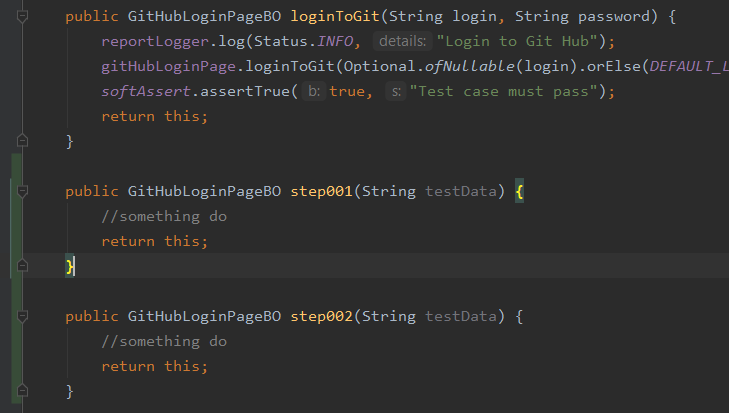 public GitHubLoginPageBO loginToGit(String login, String password) {
reportLogger.log(Status.INFO, details: "Login to Git Hub");
gitHubLoginPage.loginToGit(Optional.ofNullable(login).orElse(DEFAULT_L
softAssert.assertTrue( b: true, s: "Test case must pass");
return this;
}
public GitHubLoginPageBO step001(String testData) {
//something do
return this;
}
public GitHubLoginPageBO step002(String testData) {
//something do
return this;
}